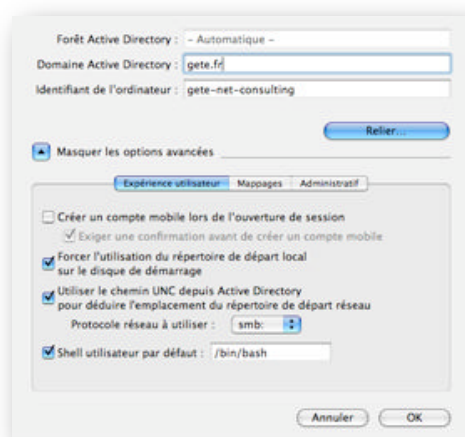 Forêt Active Directory : - Automatique -
Domaine Active Directory : gete.fr
Identifiant de l'ordinateur : gete-net-consulting
Relier...
Masquer les options avancées
Expérience utilisateur Mappages Administratif
Créer un compte mobile lors de l'ouverture de session
Exiger une confirmation avant de créer un compte mobile
Forcer l'utilisation du répertoire de départ local
sur le disque de démarrage
Utiliser le chemin UNC depuis Active Directory
pour déduire l'emplacement du répertoire de départ réseau
Protocole réseau à utiliser : smb:
Shell utilisateur par défaut : /bin/bash
Annuler OK